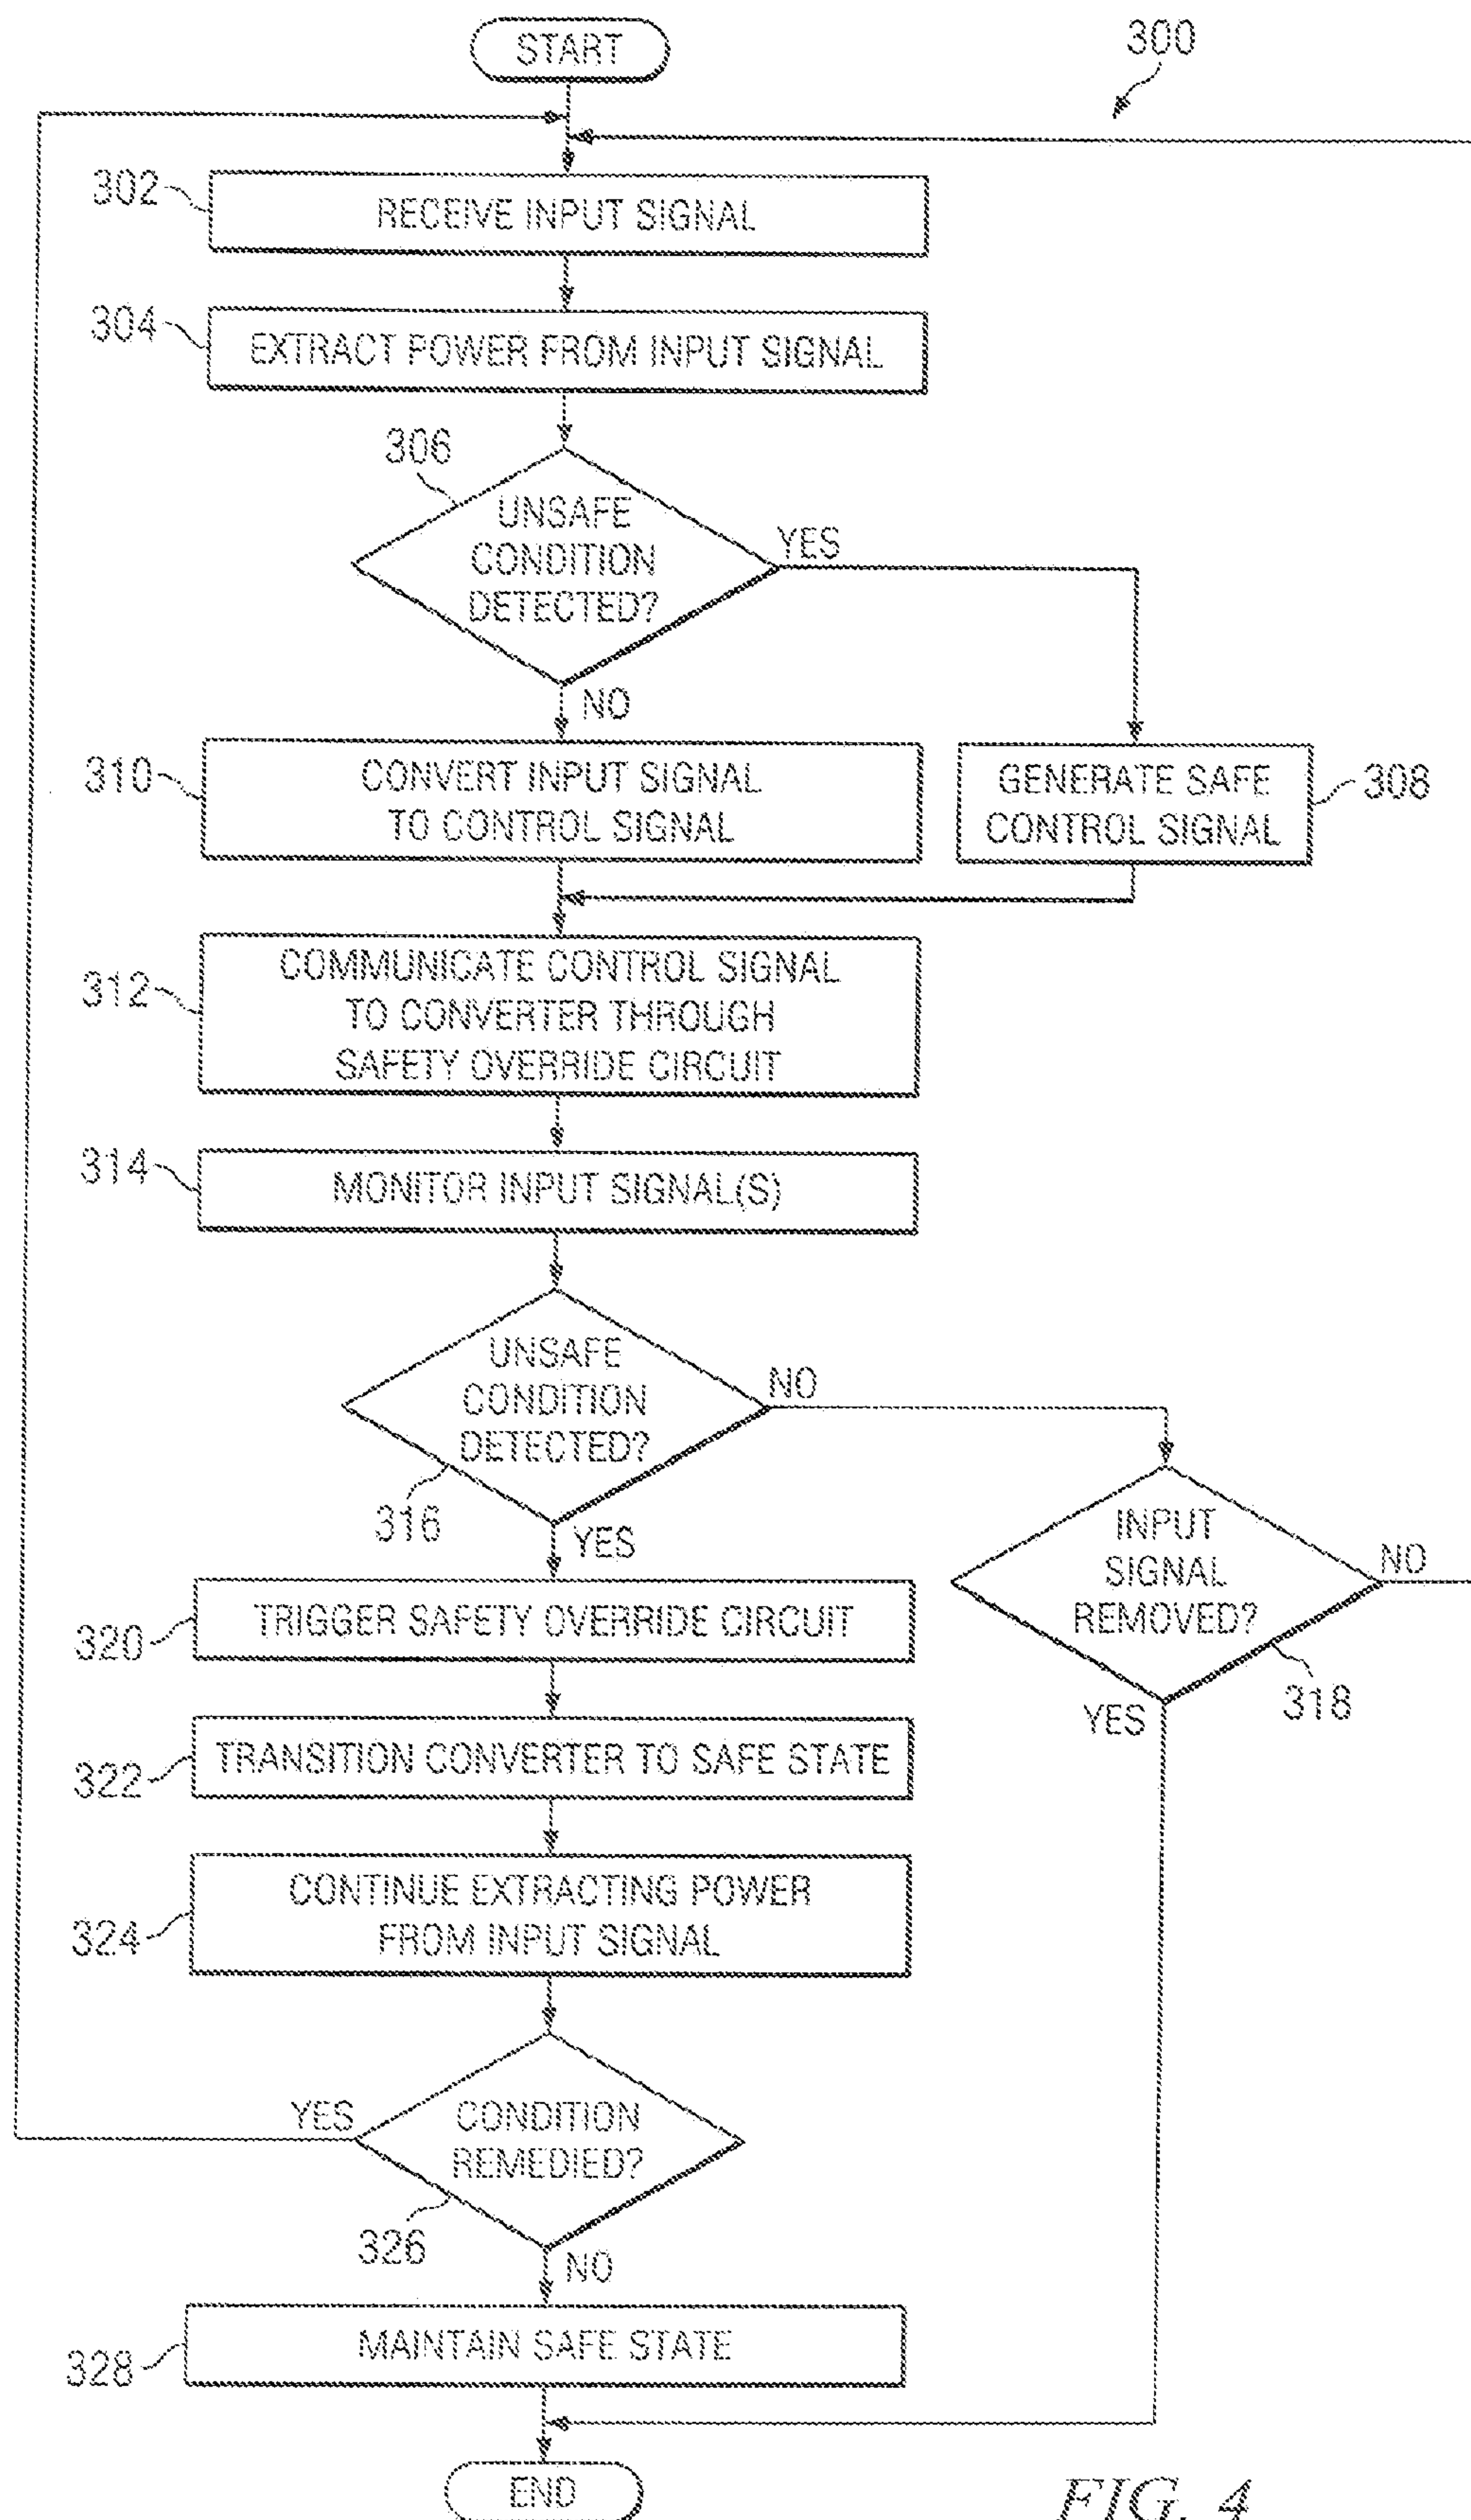 START
300
302
RECEIVE INPUT SIGNAL
304
EXTRACT POWER FROM INPUT SIGNAL
306
UNSAFE
CONDITION
DETECTED?
YES
NO
310
CONVERT INPUT SIGNAL
TO CONTROL SIGNAL
GENERATE SAFE
CONTROL SIGNAL
308
312
COMMUNICATE CONTROL SIGNAL
TO CONVERTER THROUGH
SAFETY OVERRIDE CIRCUIT
314
MONITOR INPUT SIGNAL(S)
UNSAFE
CONDITION
DETECTED?
NO
316
YES
INPUT
SIGNAL
REMOVED?
NO
318
YES
320
TRIGGER SAFETY OVERRIDE CIRCUIT
322
TRANSITION CONVERTER TO SAFE STATE
324
CONTINUE EXTRACTING POWER
FROM INPUT SIGNAL
YES
CONDITION
REMEDIED?
326
NO
328
MAINTAIN SAFE STATE
END
FIG. 4